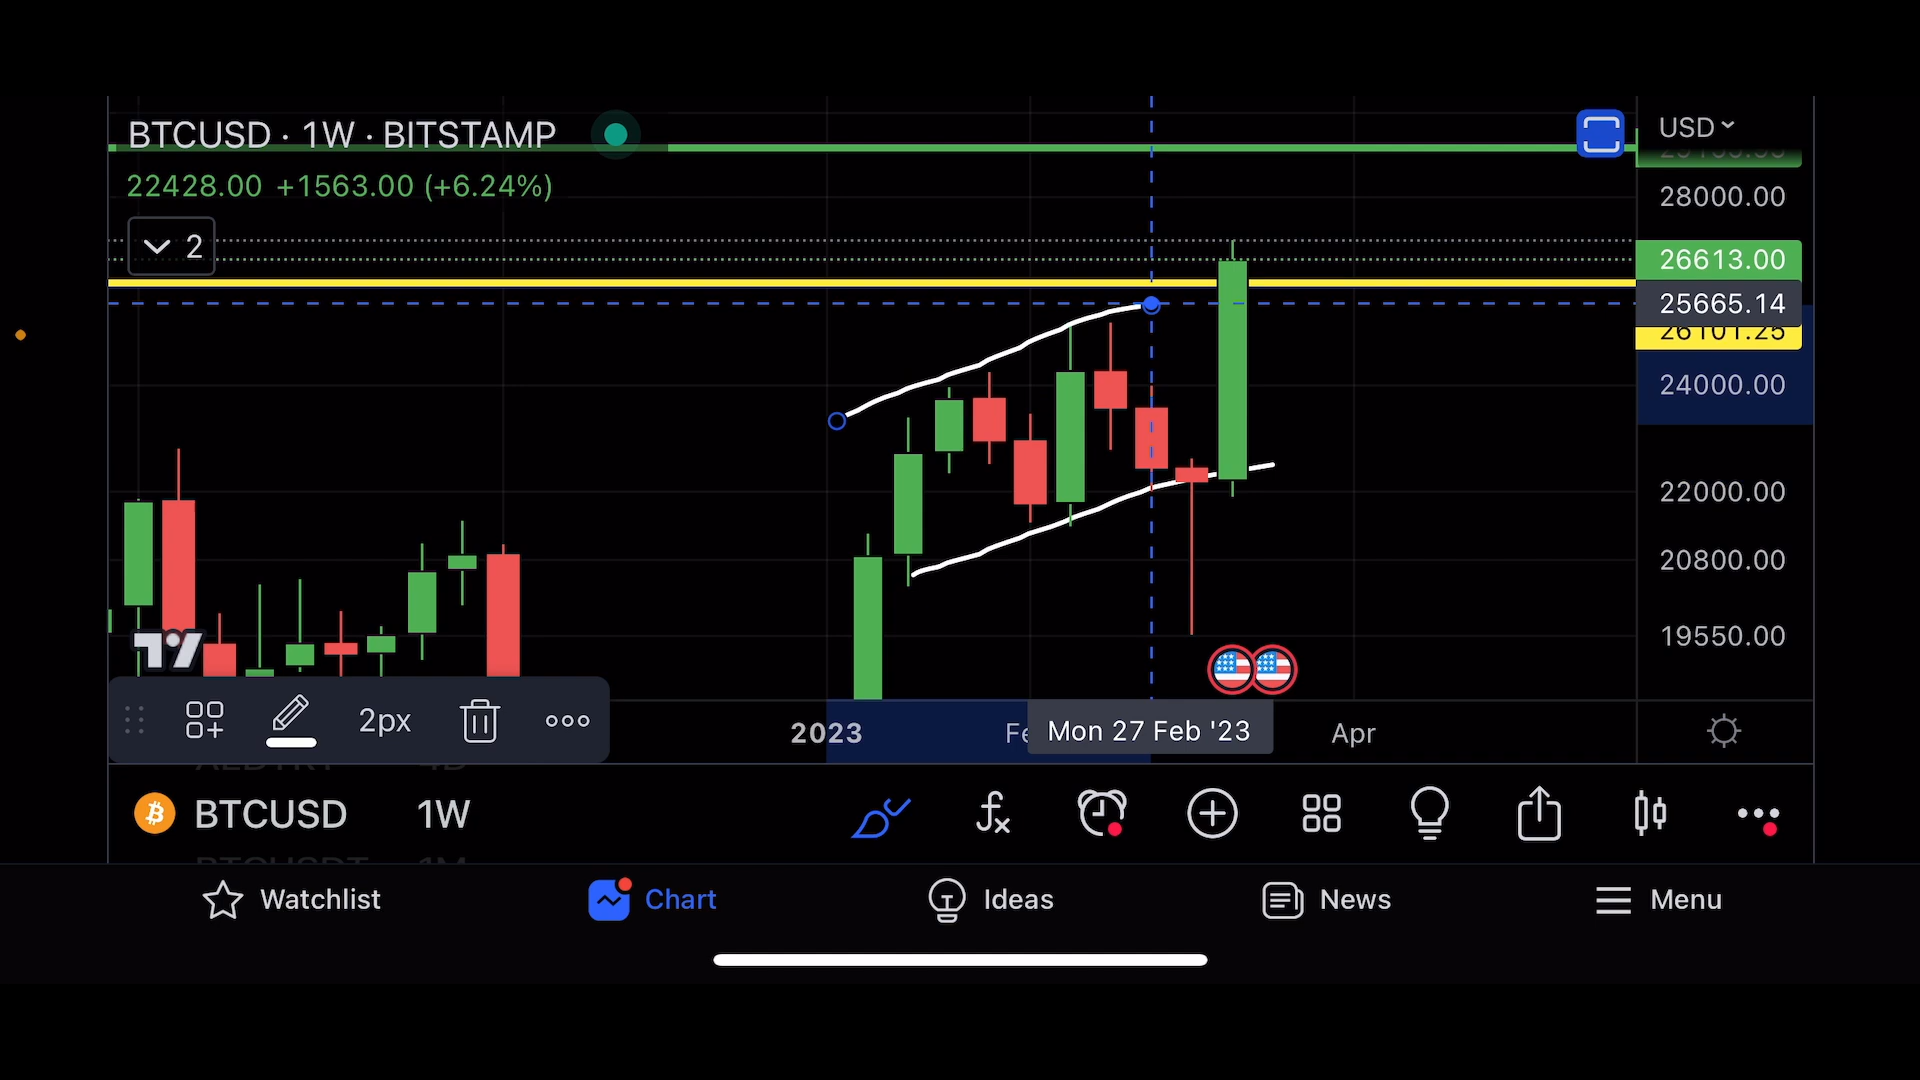 BTCUSD · 1W · BITSTAMP
USD
22428.00 +1563.00 (+6.24%)
2
28000.00
26613.00
25665.14
26101.25
24000.00
22000.00
20800.00
19550.00
2px
2023
Mon 27 Feb '23
Apr
BTCUSD 1W
Watchlist
Chart
Ideas
News
Menu